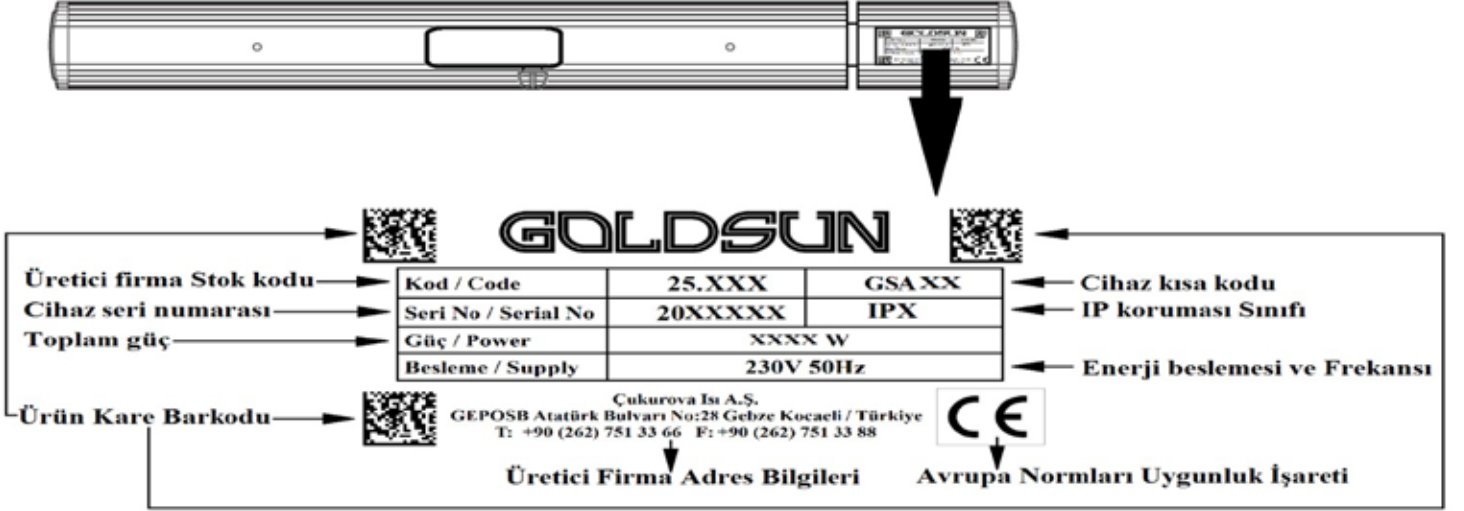 GOLDSUN
GOLDSUN
Üretici firma Stok kodu
Kod / Code 25.XXX GSA XX
Cihaz kısa kodu
Cihaz seri numarası
Seri No / Serial No 20XXXXX IPX
IP koruması Sınıfı
Toplam güç
Güç / Power XXXX W
Besleme / Supply 230V 50Hz
Enerji beslemesi ve Frekansı
Ürün Kare Barkodu
Çukurova Isı A.Ş.
GEPOSB Atatürk Bulvarı No:28 Gebze Kocaeli / Türkiye
T: +90 (262) 751 33 66 F: +90 (262) 751 33 88
CE
Üretici Firma Adres Bilgileri
Avrupa Normları Uygunluk İşareti